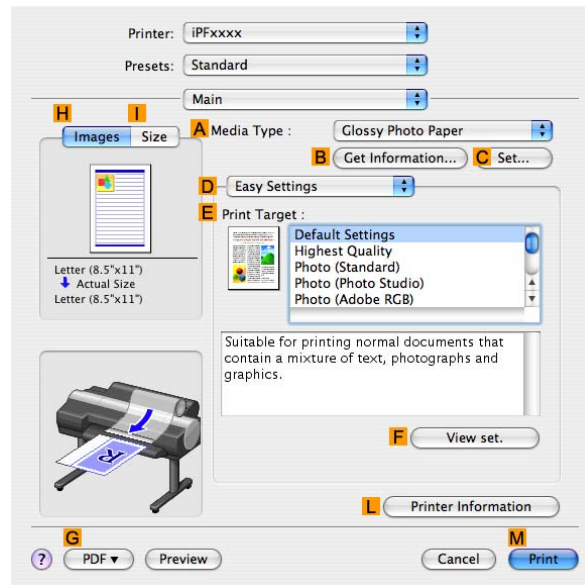 Printer: iPFxxxx
Presets: Standard
Main
H I
Images Size
A Media Type : Glossy Photo Paper
B Get Information... C Set...
D Easy Settings
E Print Target :
Default Settings
Highest Quality
Photo (Standard)
Photo (Photo Studio)
Photo (Adobe RGB)
Letter (8.5"x11")
Actual Size
Letter (8.5"x11")
Suitable for printing normal documents that
contain a mixture of text, photographs and
graphics.
F View set.
L Printer Information
G M
? PDF ▼ Preview Cancel Print